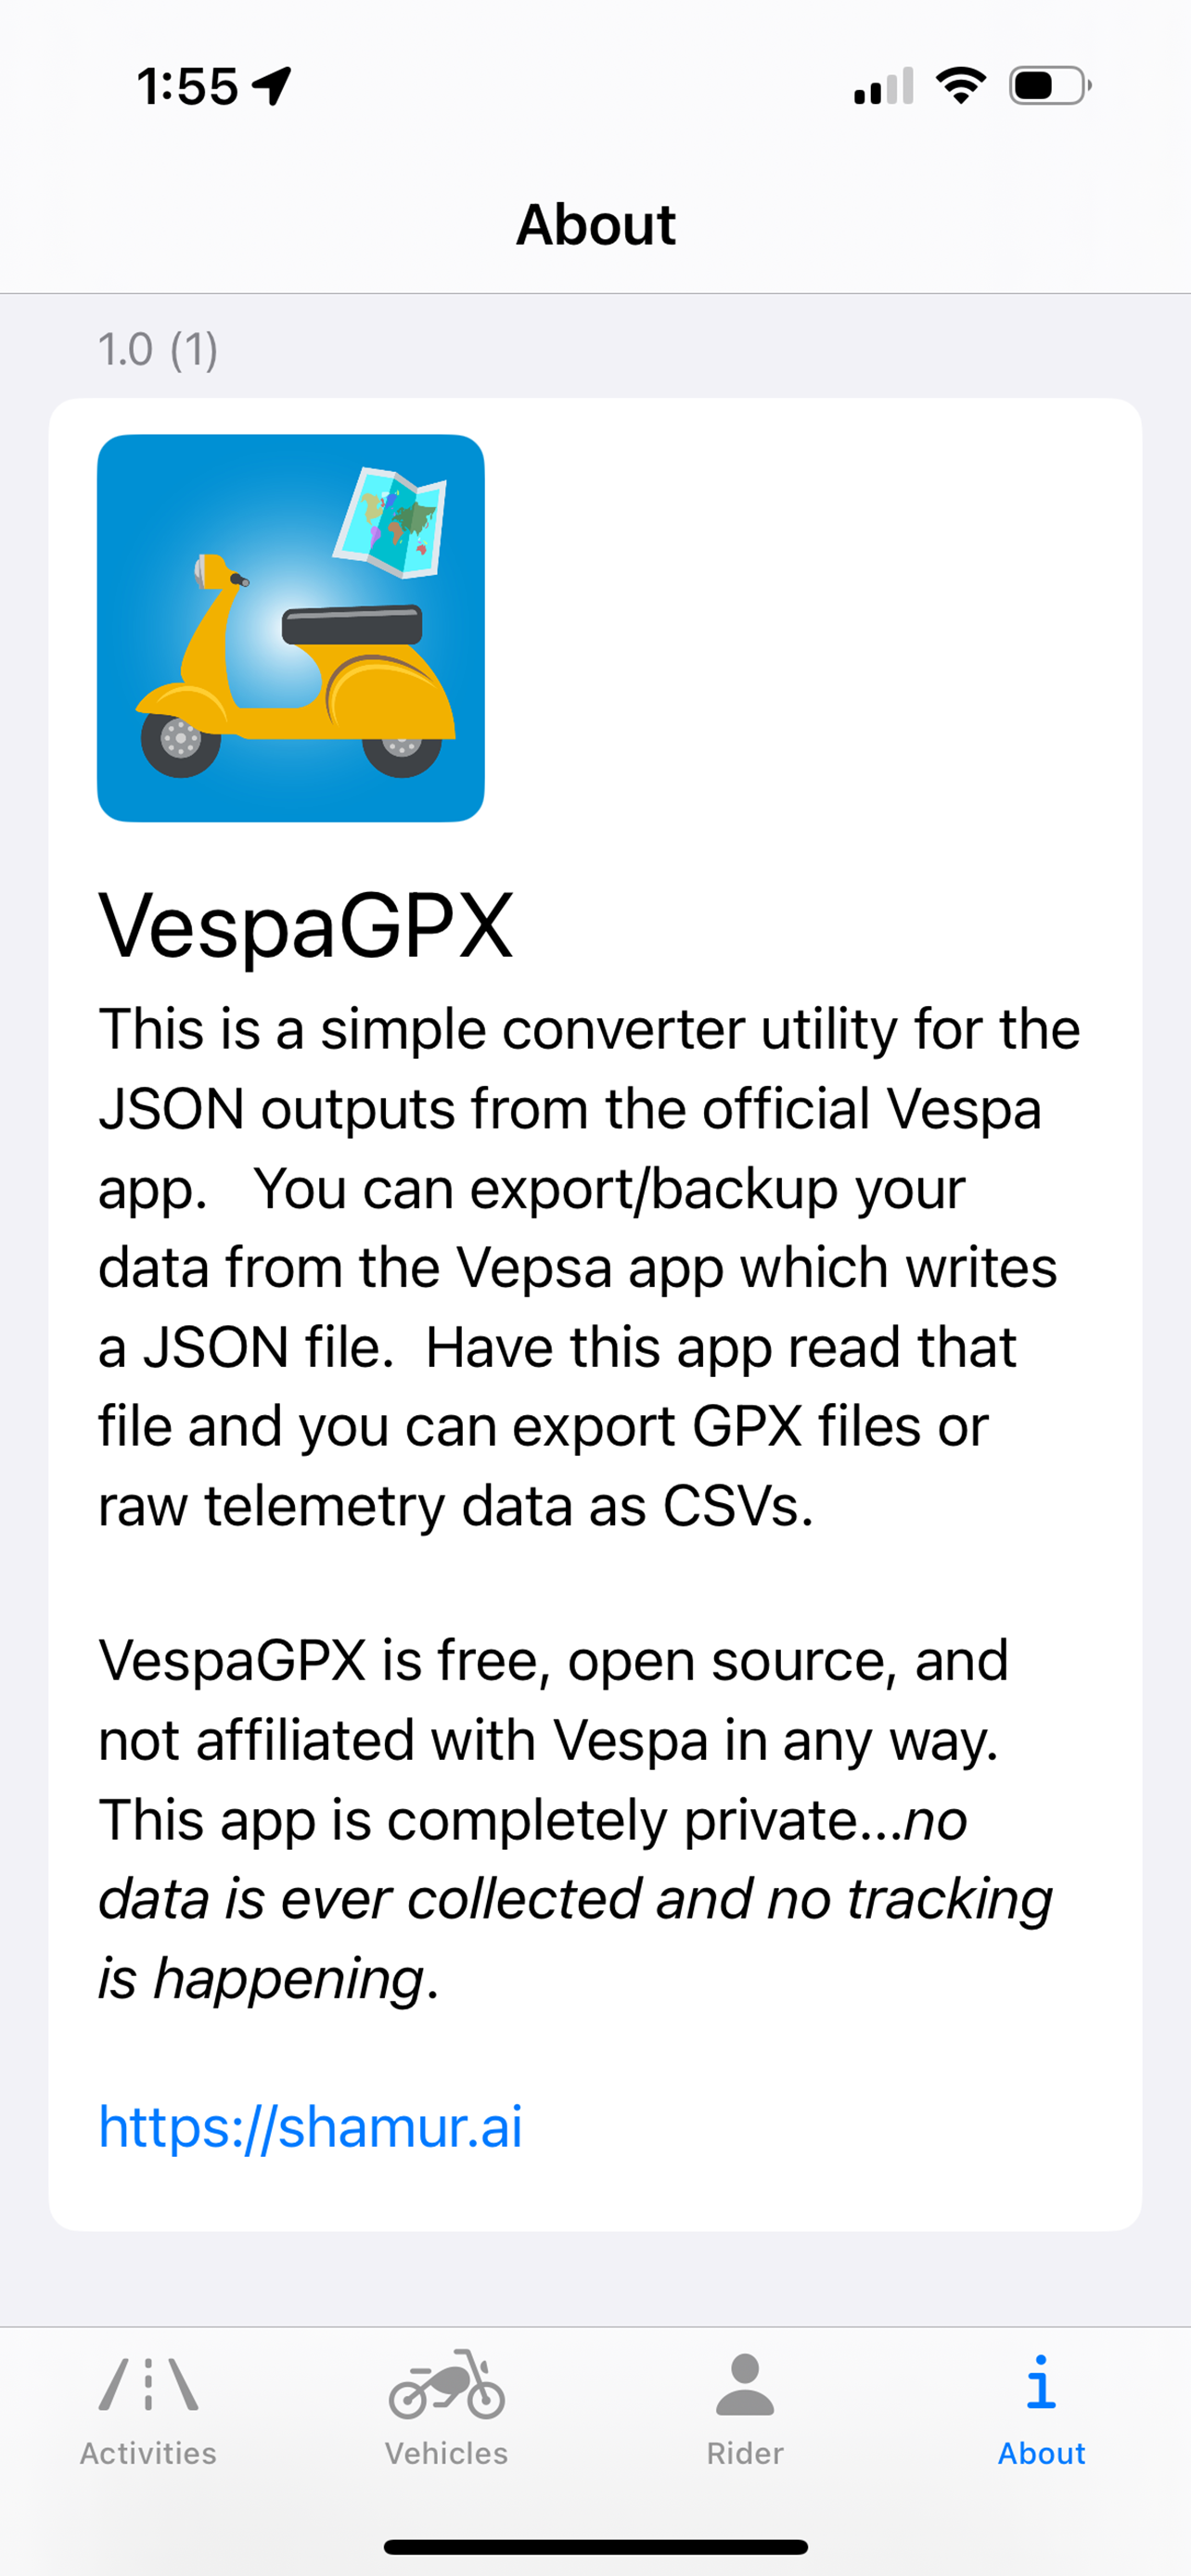 1:55
About
1.0 (1)
VespaGPX
This is a simple converter utility for the
JSON outputs from the official Vespa
app.   You can export/backup your
data from the Vepsa app which writes
a JSON file.  Have this app read that
file and you can export GPX files or
raw telemetry data as CSVs.
VespaGPX is free, open source, and
not affiliated with Vespa in any way.
This app is completely private...no
data is ever collected and no tracking
is happening.
https://shamur.ai
Activities
Vehicles
Rider
About